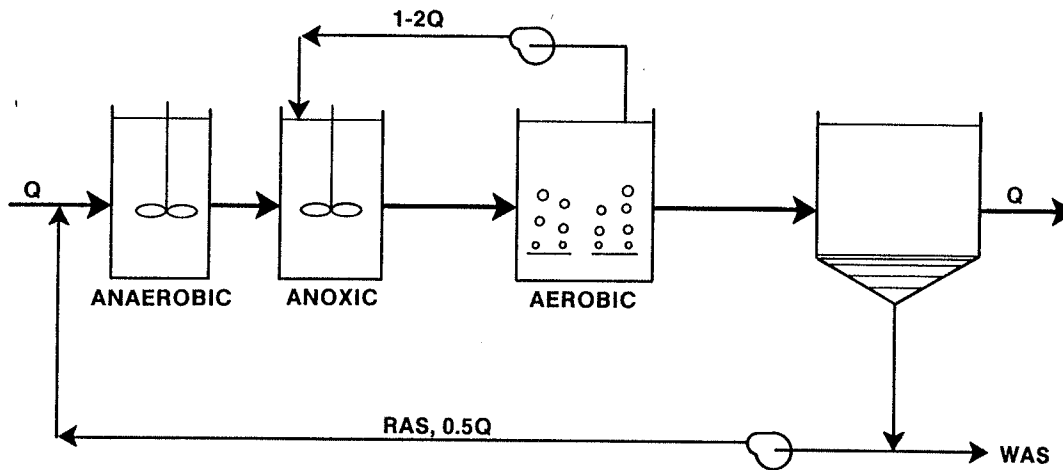 1-2Q
Q
Q
ANAEROBIC
ANOXIC
AEROBIC
RAS, 0.5Q
WAS